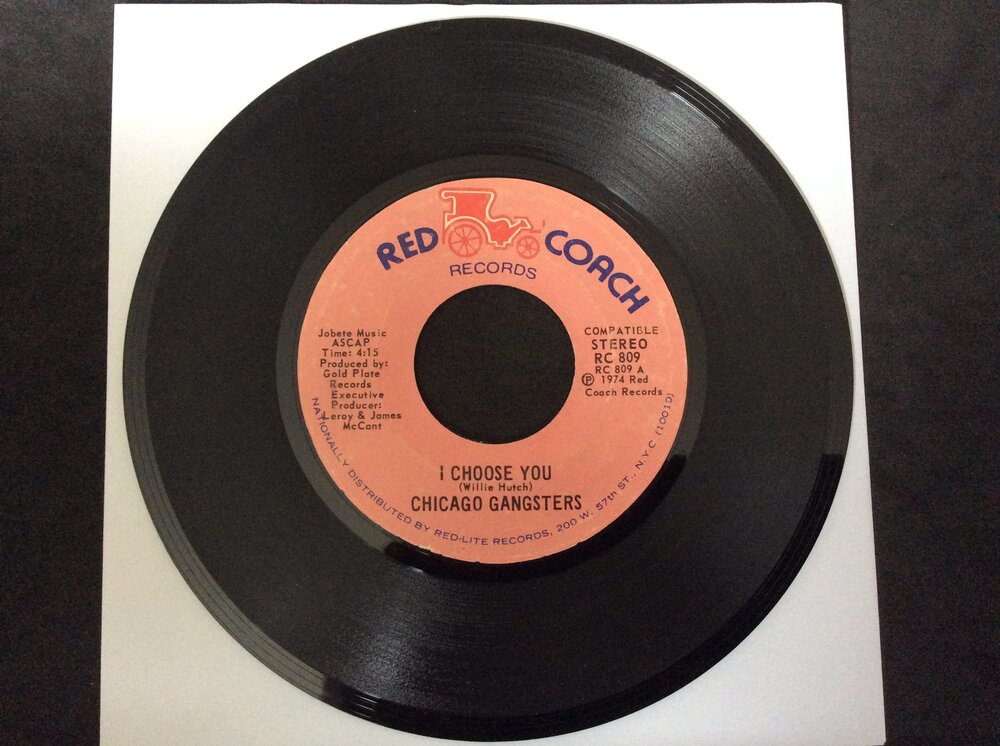 RED COACH
RECORDS
Jobete Music
ASCAP
Time: 4:15
Produced by:
Gold Plate
Records
Executive
Producer:
Leroy & James
McCant
COMPATIBLE
STEREO
RC 809
RC 809 A
Ⓟ 1974 Red
Coach Records
I CHOOSE YOU
(Willie Hutch)
CHICAGO GANGSTERS
NATIONALLY DISTRIBUTED BY RED-LITE RECORDS, 200 W. 57th ST., N.Y.C (10019)